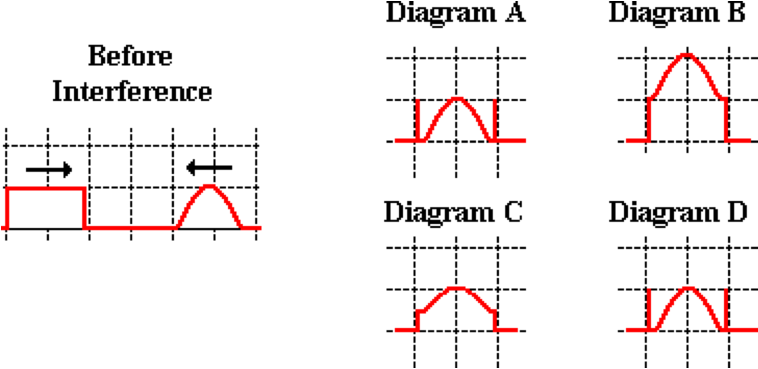 Before
Interference
Diagram A
Diagram B
Diagram C
Diagram D